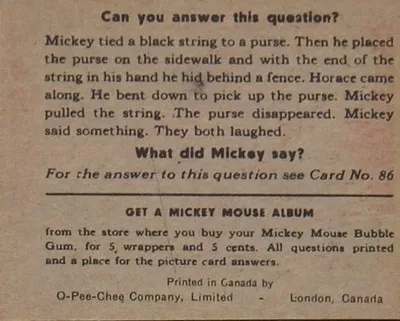 Can you answer this question?
Mickey tied a black string to a purse. Then he placed
the purse on the sidewalk and with the end of the
string in his hand he hid behind a fence. Horace came
along. He bent down to pick up the purse. Mickey
pulled the string. The purse disappeared. Mickey
said something. They both laughed.
What did Mickey say?
For the answer to this question see Card No. 86
GET A MICKEY MOUSE ALBUM
from the store where you buy your Mickey Mouse Bubble
Gum, for 5 wrappers and 5 cents. All questions printed
and a place for the picture card answers.
Printed in Canada by
O-Pee-Chee Company, Limited - London, Canada